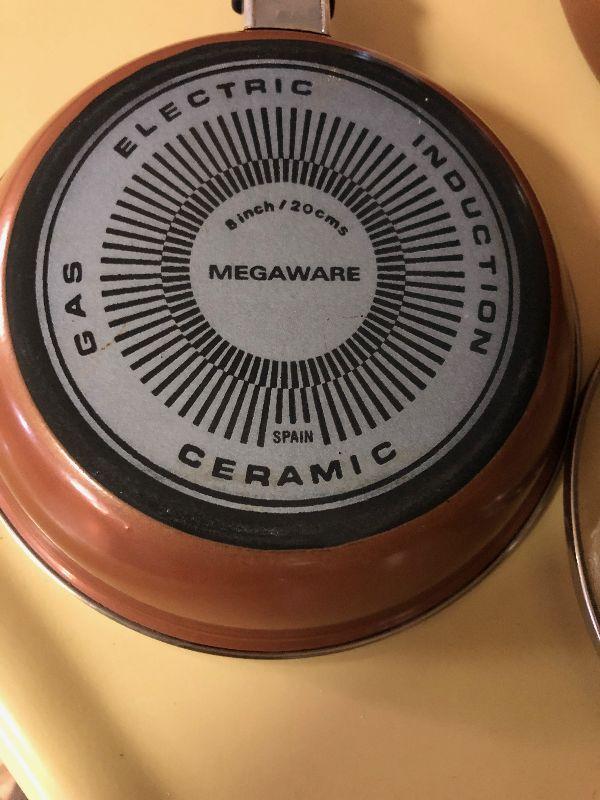 ELECTRIC
INDUCTION
GAS
8inch/20cms
MEGAWARE
SPAIN
CERAMIC